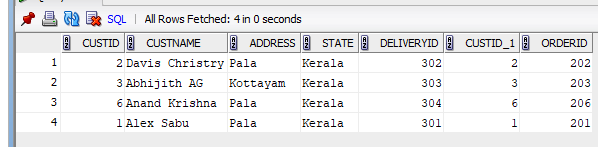 SQL | All Rows Fetched: 4 in 0 seconds
CUSTID CUSTNAME ADDRESS STATE DELIVERYID CUSTID_1 ORDERID
1 2 Davis Christry Pala Kerala 302 2 202
2 3 Abhijith AG Kottayam Kerala 303 3 203
3 6 Anand Krishna Pala Kerala 304 6 206
4 1 Alex Sabu Pala Kerala 301 1 201